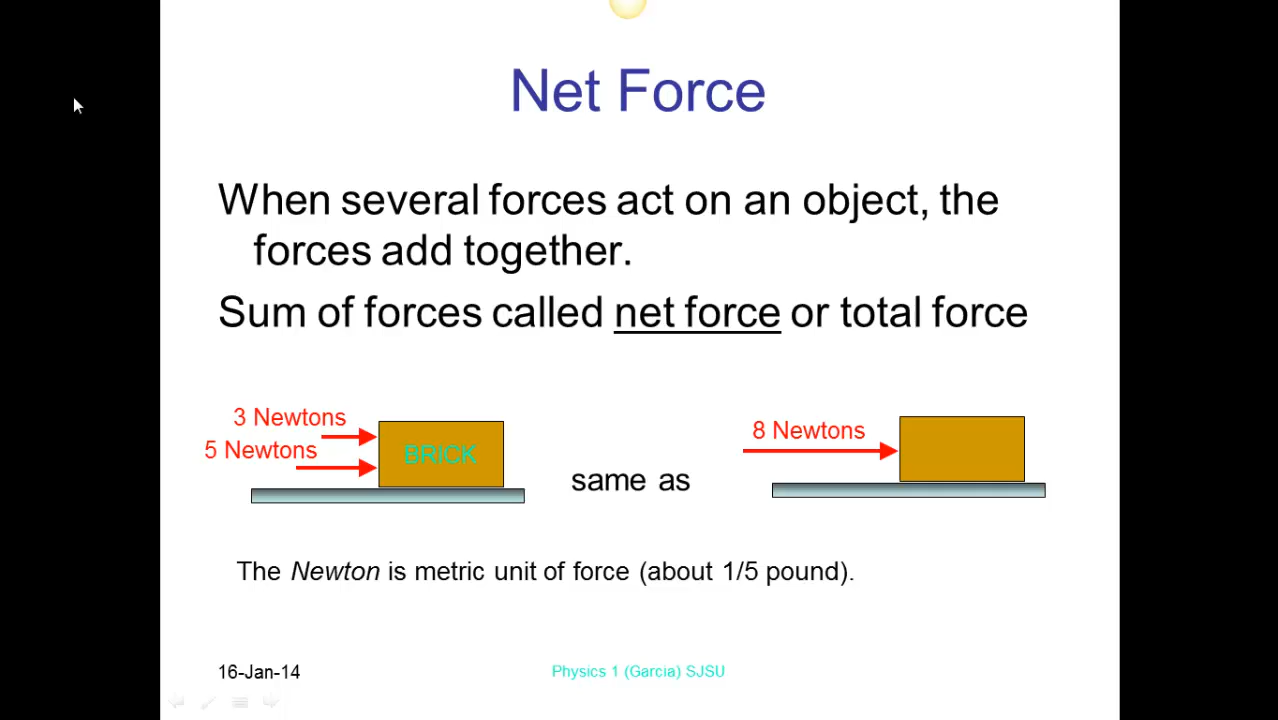 Net Force
When several forces act on an object, the
forces add together.
Sum of forces called net force or total force
3 Newtons
5 Newtons
BRICK
same as
8 Newtons
The Newton is metric unit of force (about 1/5 pound).
16-Jan-14
Physics 1 (Garcia) SJSU